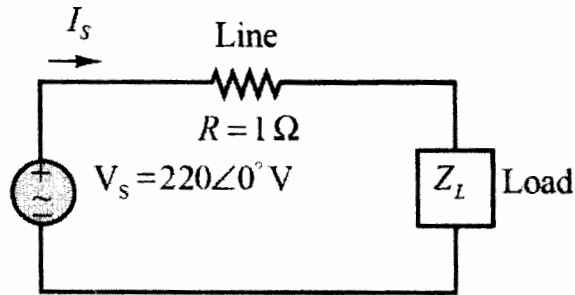 I_s
Line
R = 1 Ω
V_S = 220∠0° V
+
~
−
Z_L
Load